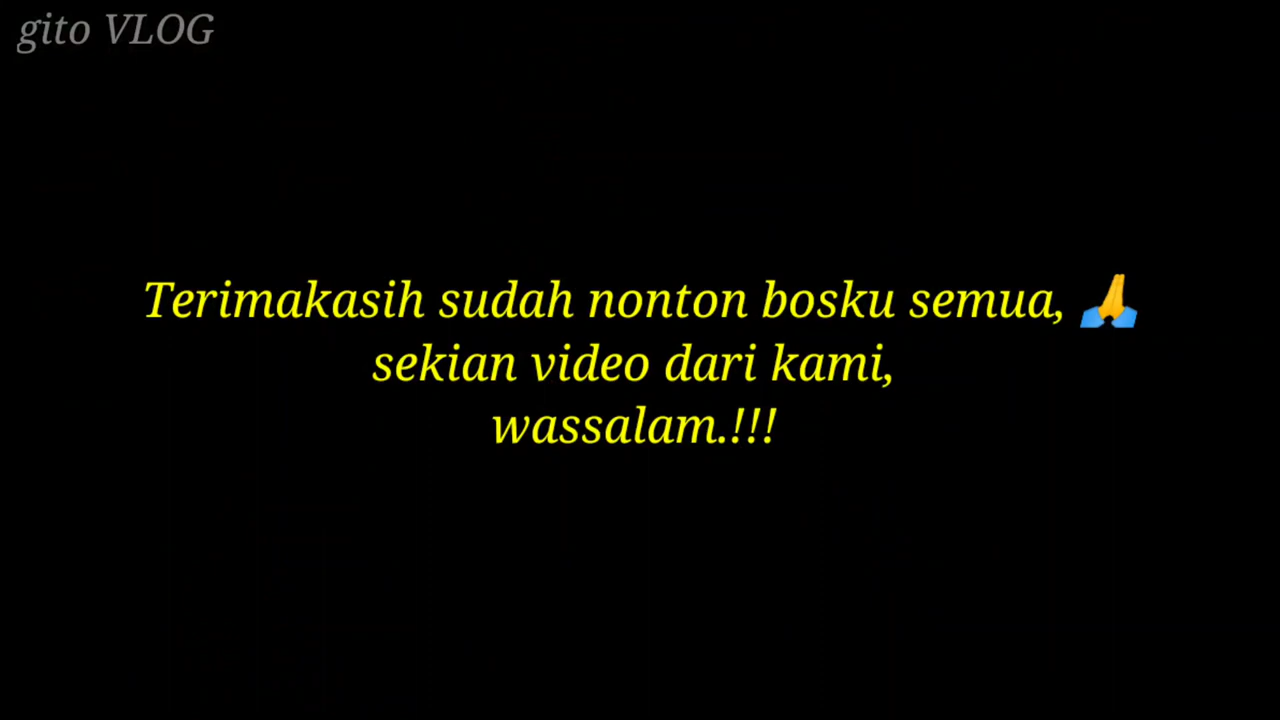 gito VLOG
Terimakasih sudah nonton bosku semua, 🙏
sekian video dari kami,
wassalam.!!!